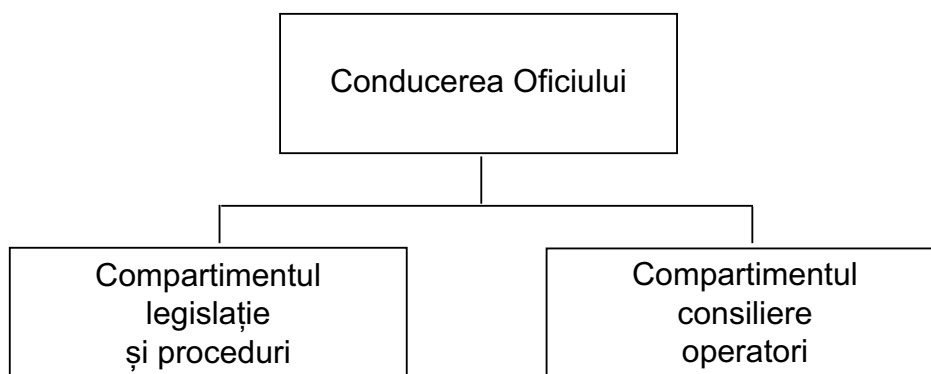 Conducerea Oficiului
Compartimentul
legislație
și proceduri
Compartimentul
consiliere
operatori